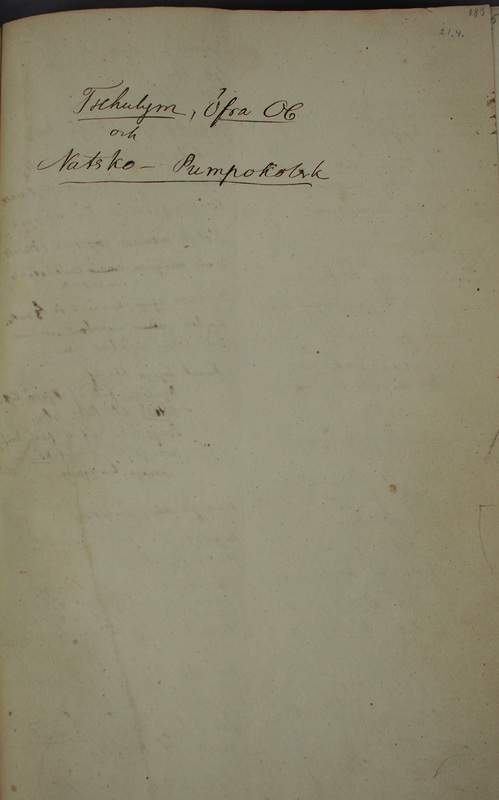 585
21.4.
Tschulym, Öfra Ob
och
Natsko - Pumpokolsk